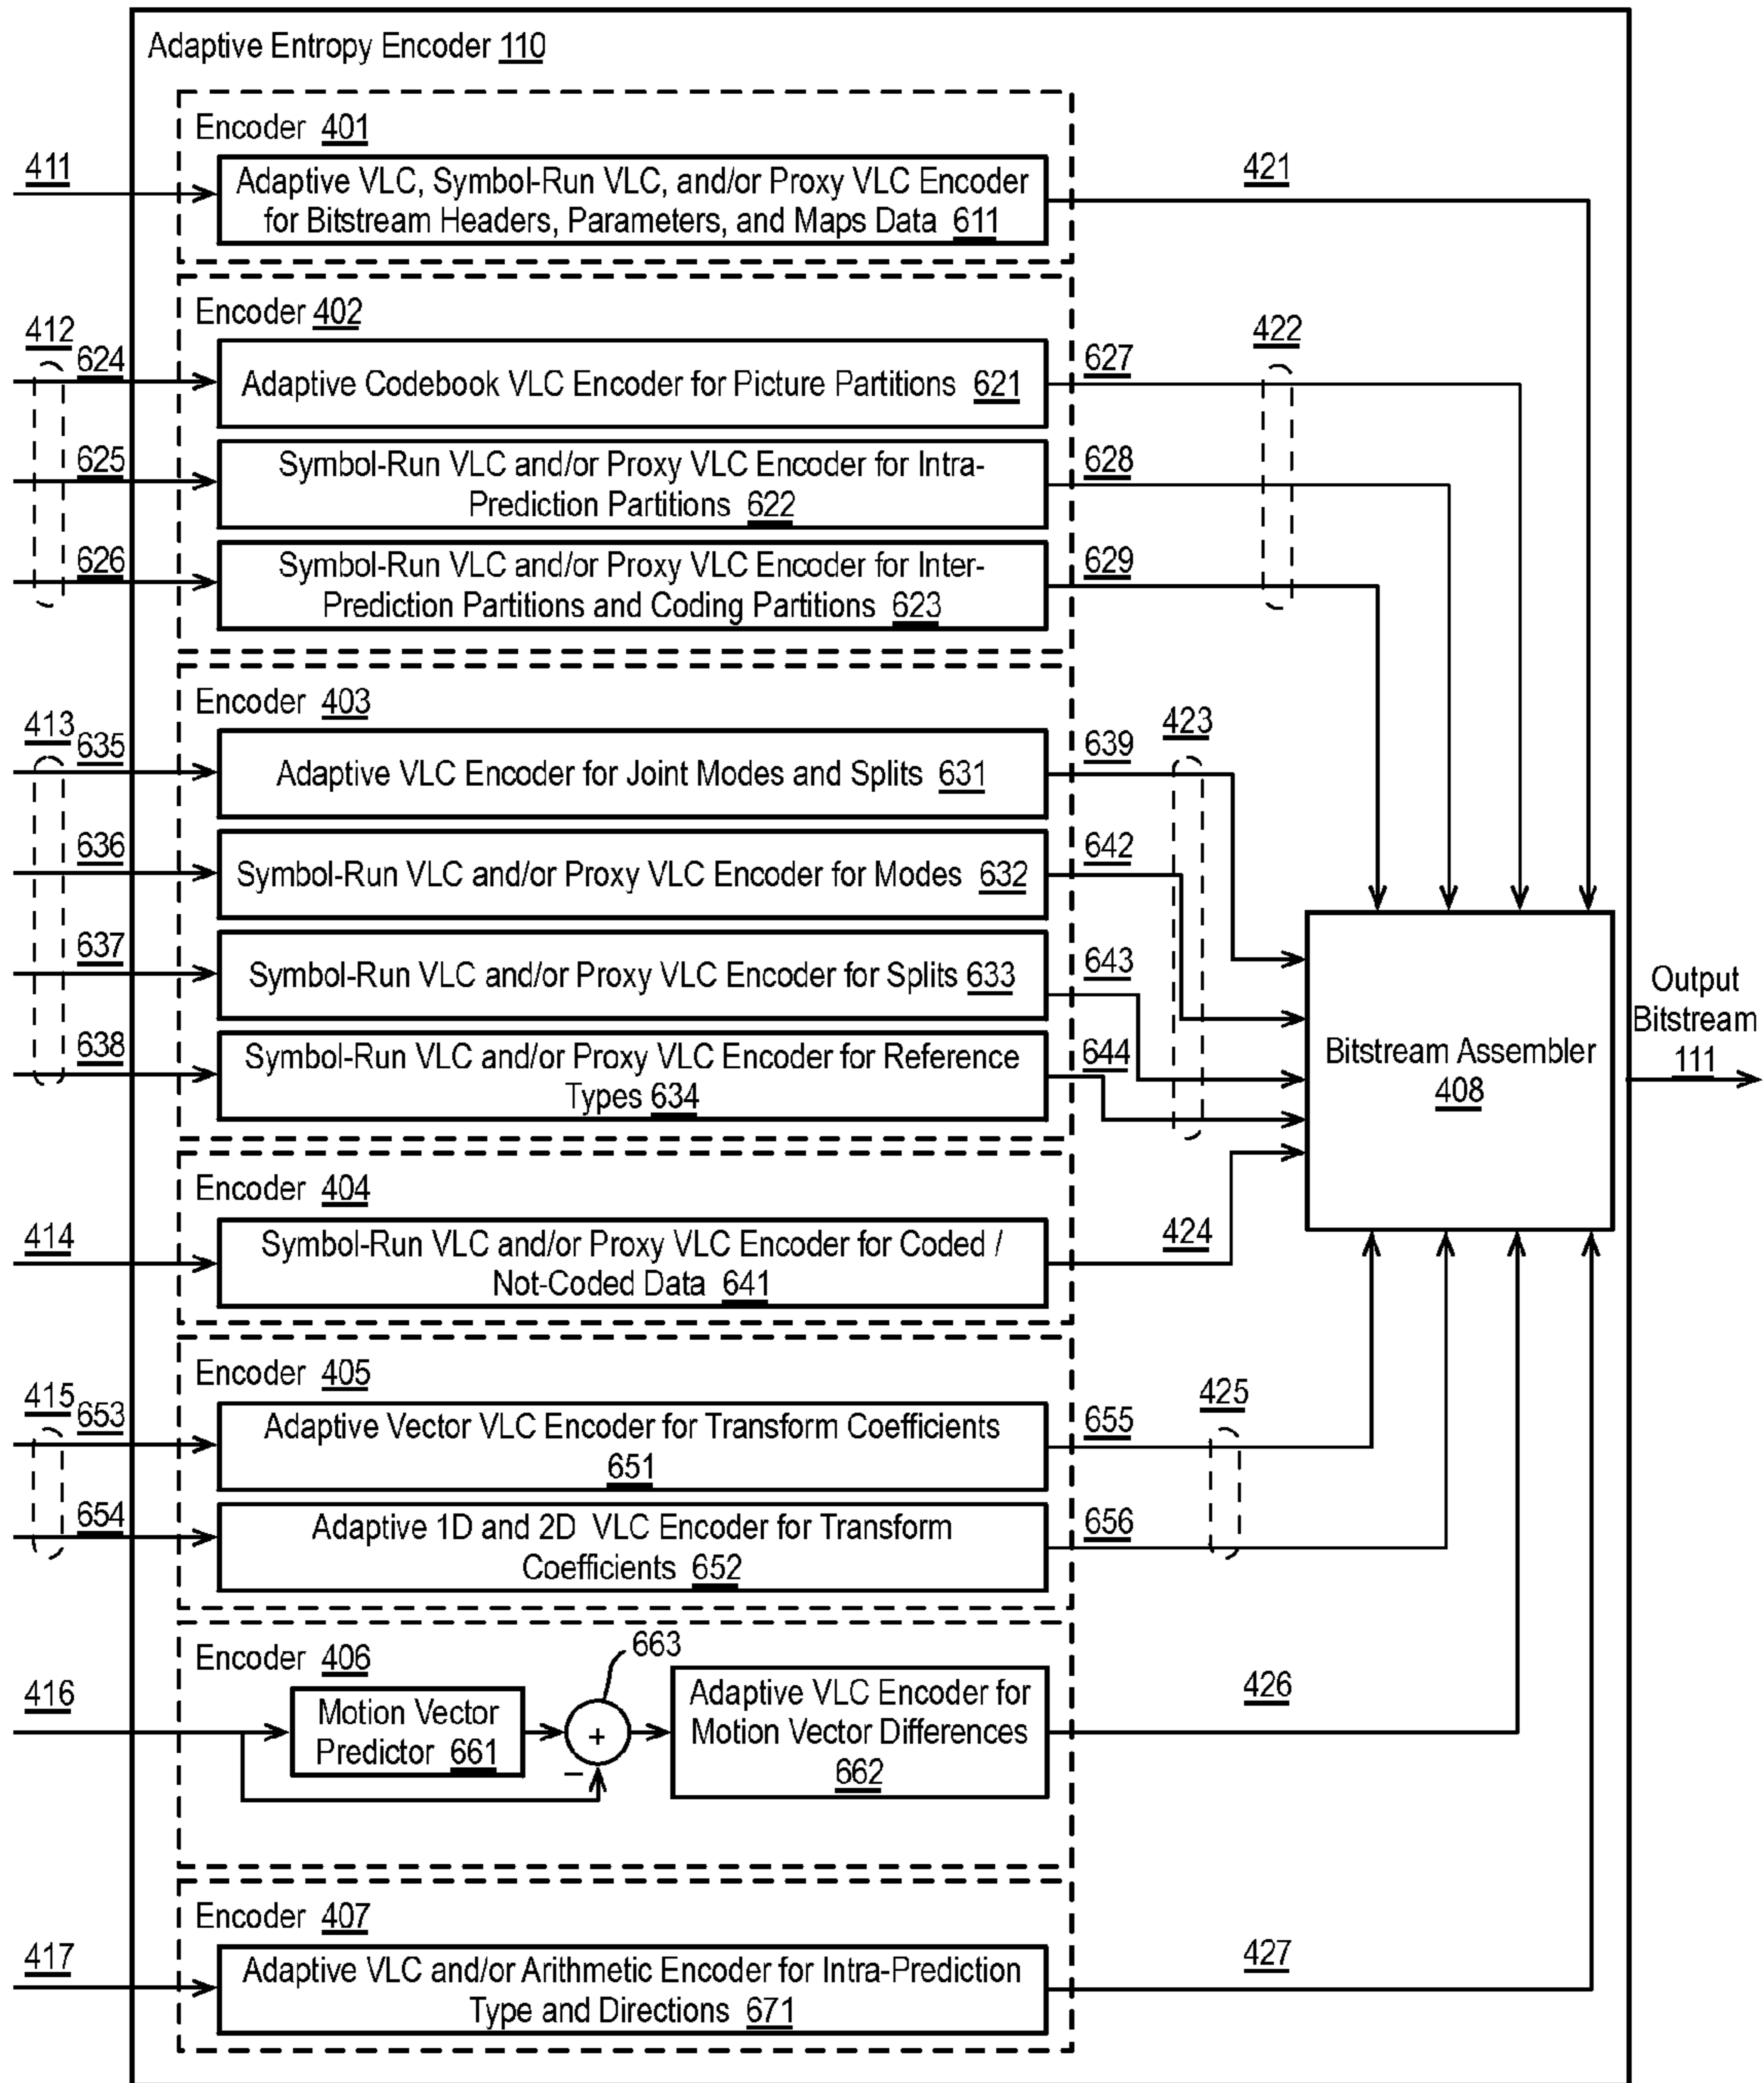 Adaptive Entropy Encoder 110
Encoder 401
411
Adaptive VLC, Symbol-Run VLC, and/or Proxy VLC Encoder
for Bitstream Headers, Parameters, and Maps Data 611
421
Encoder 402
412
624
Adaptive Codebook VLC Encoder for Picture Partitions 621
627
422
625
Symbol-Run VLC and/or Proxy VLC Encoder for Intra-
Prediction Partitions 622
628
626
Symbol-Run VLC and/or Proxy VLC Encoder for Inter-
Prediction Partitions and Coding Partitions 623
629
Encoder 403
413
635
Adaptive VLC Encoder for Joint Modes and Splits 631
639
423
636
Symbol-Run VLC and/or Proxy VLC Encoder for Modes 632
642
637
Symbol-Run VLC and/or Proxy VLC Encoder for Splits 633
643
638
Symbol-Run VLC and/or Proxy VLC Encoder for Reference
Types 634
644
Bitstream Assembler
408
Output
Bitstream
111
Encoder 404
414
Symbol-Run VLC and/or Proxy VLC Encoder for Coded /
Not-Coded Data 641
424
Encoder 405
415
653
Adaptive Vector VLC Encoder for Transform Coefficients
651
655
425
654
Adaptive 1D and 2D VLC Encoder for Transform
Coefficients 652
656
Encoder 406
416
Motion Vector
Predictor 661
663
+
–
Adaptive VLC Encoder for
Motion Vector Differences
662
426
Encoder 407
417
Adaptive VLC and/or Arithmetic Encoder for Intra-Prediction
Type and Directions 671
427